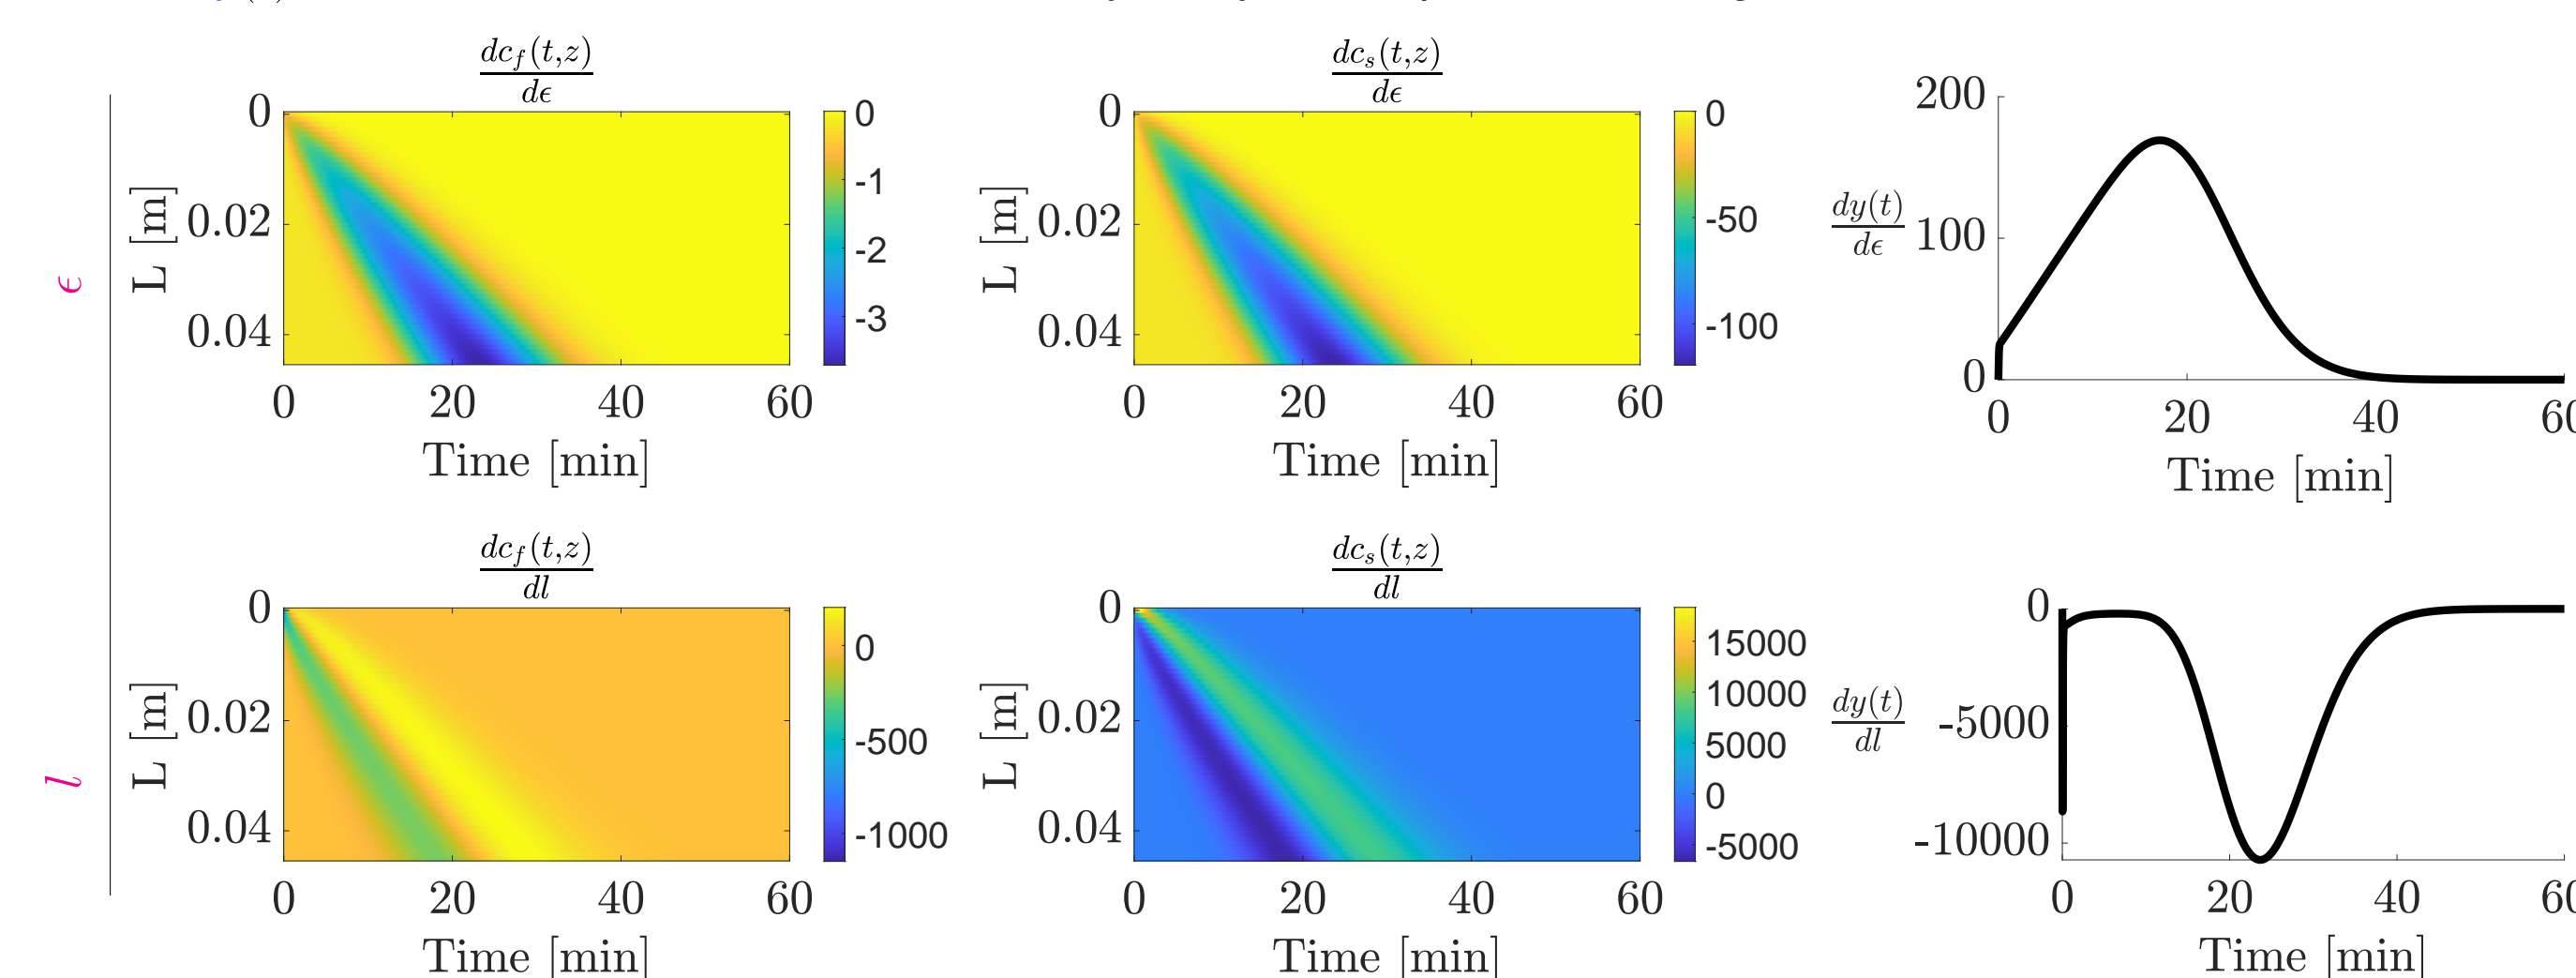 dc_f(t,z)/dϵ
dc_s(t,z)/dϵ
ϵ
L [m]
0
0.02
0.04
0 20 40 60
Time [min]
0
-1
-2
-3
L [m]
0
0.02
0.04
0 20 40 60
Time [min]
0
-50
-100
dy(t)/dϵ
200
100
0
0 20 40 60
Time [min]
dc_f(t,z)/dl
dc_s(t,z)/dl
l
L [m]
0
0.02
0.04
0 20 40 60
Time [min]
0
-500
-1000
L [m]
0
0.02
0.04
0 20 40 60
Time [min]
15000
10000
5000
0
-5000
dy(t)/dl
0
-5000
-10000
0 20 40 60
Time [min]